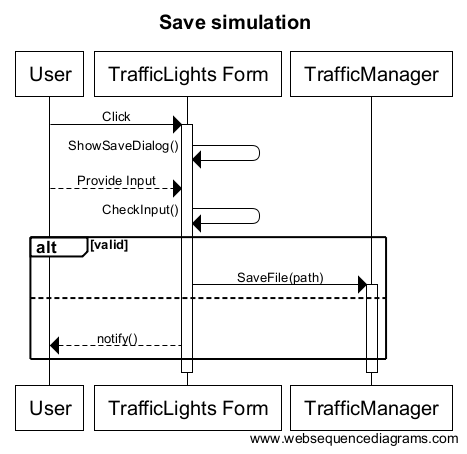 Save simulation
User
TrafficLights Form
TrafficManager
Click
ShowSaveDialog()
Provide Input
CheckInput()
alt
[valid]
SaveFile(path)
notify()
User
TrafficLights Form
TrafficManager
www.websequencediagrams.com